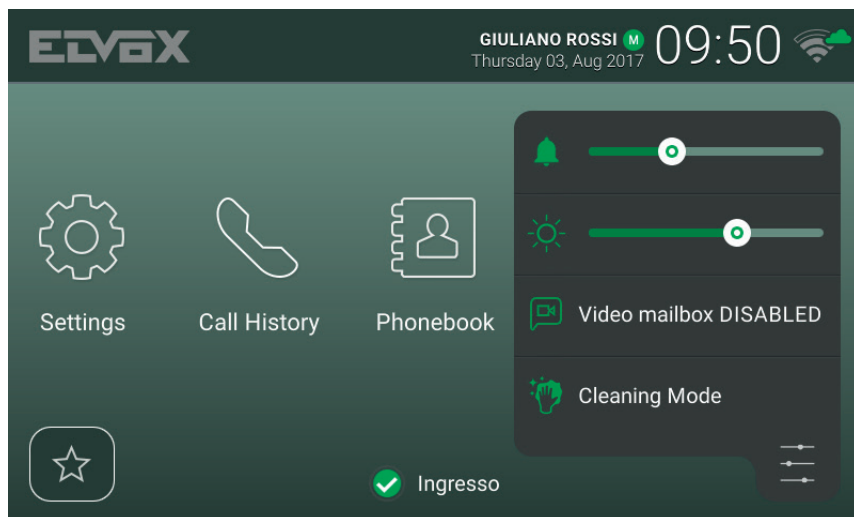 ELVOX
GIULIANO ROSSI M
09:50
Thursday 03, Aug 2017
Settings
Call History
Phonebook
Video mailbox DISABLED
Cleaning Mode
Ingresso